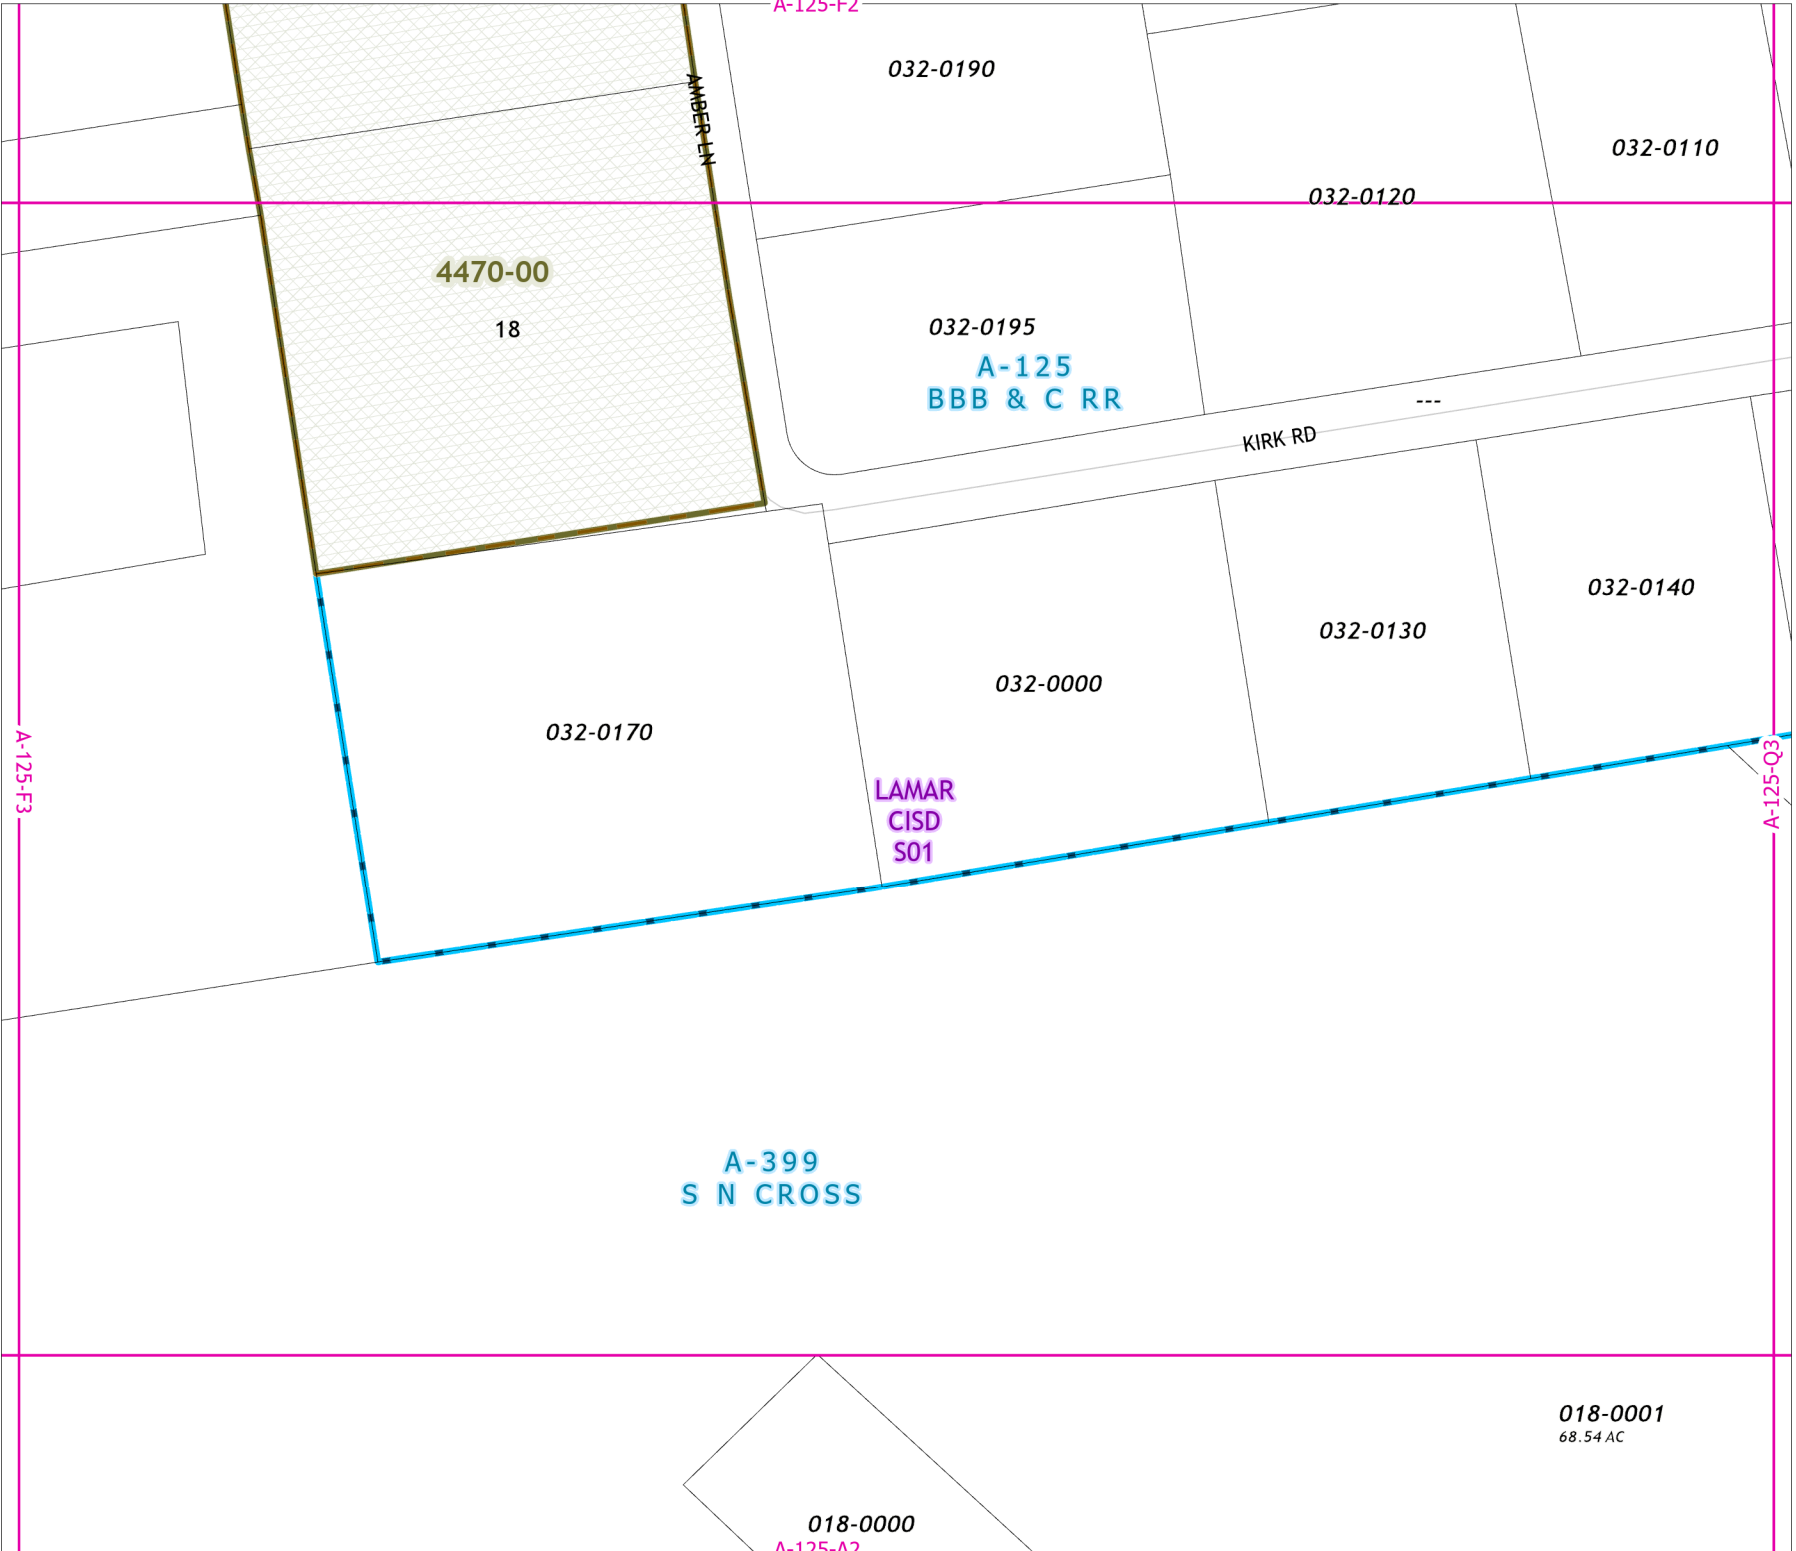 A-125-F2
032-0190
AMBER LN
032-0110
032-0120
4470-00
18
032-0195
A-125
BBB & C RR
---
KIRK RD
032-0140
032-0130
032-0000
032-0170
A-125-F3
A-125-Q3
LAMAR
CISD
S01
A-399
S N CROSS
018-0001
68.54 AC
018-0000
A-125-A2